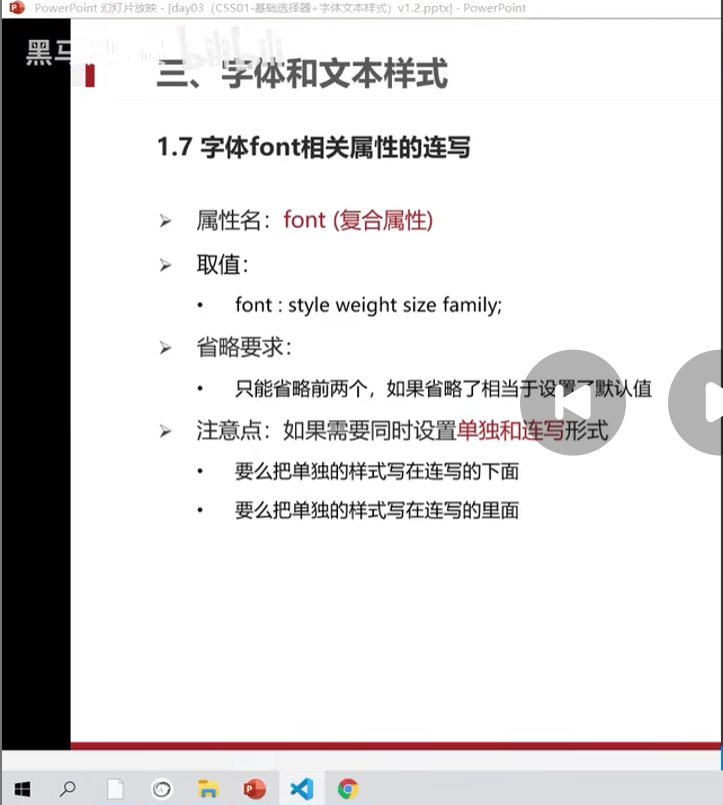 PowerPoint 幻灯片放映 - [day03（CSS01-基础选择器+字体文本样式）v1.2.pptx] - PowerPoint
黑马 bilibili
三、字体和文本样式
1.7 字体font相关属性的连写
➢ 属性名：font (复合属性)
➢ 取值：
• font : style weight size family;
➢ 省略要求：
• 只能省略前两个，如果省略了相当于设置了默认值
➢ 注意点：如果需要同时设置单独和连写形式
• 要么把单独的样式写在连写的下面
• 要么把单独的样式写在连写的里面